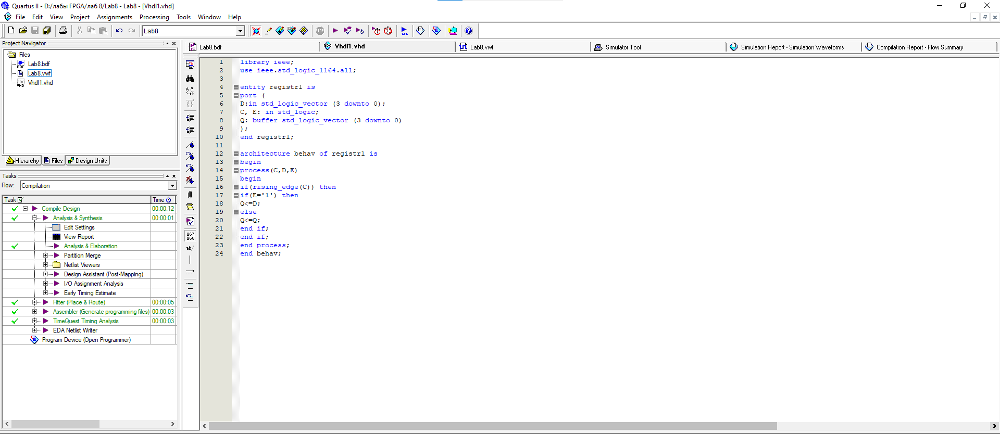 Quartus II - D:/лабы FPGA/лаб 8/Lab8 - Lab8 - [Vhdl1.vhd]
File Edit View Project Assignments Processing Tools Window Help
Lab8
Project Navigator
Files
Lab8.bdf
Lab8.vwf
Vhdl1.vhd
Hierarchy Files Design Units
Tasks
Flow: Compilation
Task Time
Compile Design 00:00:12
Analysis & Synthesis 00:00:01
Edit Settings
View Report
Analysis & Elaboration
Partition Merge
Netlist Viewers
Design Assistant (Post-Mapping)
I/O Assignment Analysis
Early Timing Estimate
Fitter (Place & Route) 00:00:05
Assembler (Generate programming files) 00:00:03
TimeQuest Timing Analysis 00:00:03
EDA Netlist Writer
Program Device (Open Programmer)
Lab8.bdf Vhdl1.vhd Lab8.vwf Simulator Tool Simulation Report - Simulation Waveforms Compilation Report - Flow Summary
1 library ieee;
2 use ieee.std_logic_1164.all;
3
4 entity registr1 is
5 port (
6 D:in std_logic_vector (3 downto 0);
7 C, E: in std_logic;
8 Q: buffer std_logic_vector (3 downto 0)
9 );
10 end registr1;
11
12 architecture behav of registr1 is
13 begin
14 process(C,D,E)
15 begin
16 if(rising_edge(C)) then
17 if(E='1') then
18 Q<=D;
19 else
20 Q<=Q;
21 end if;
22 end if;
23 end process;
24 end behav;
267
268
ab/